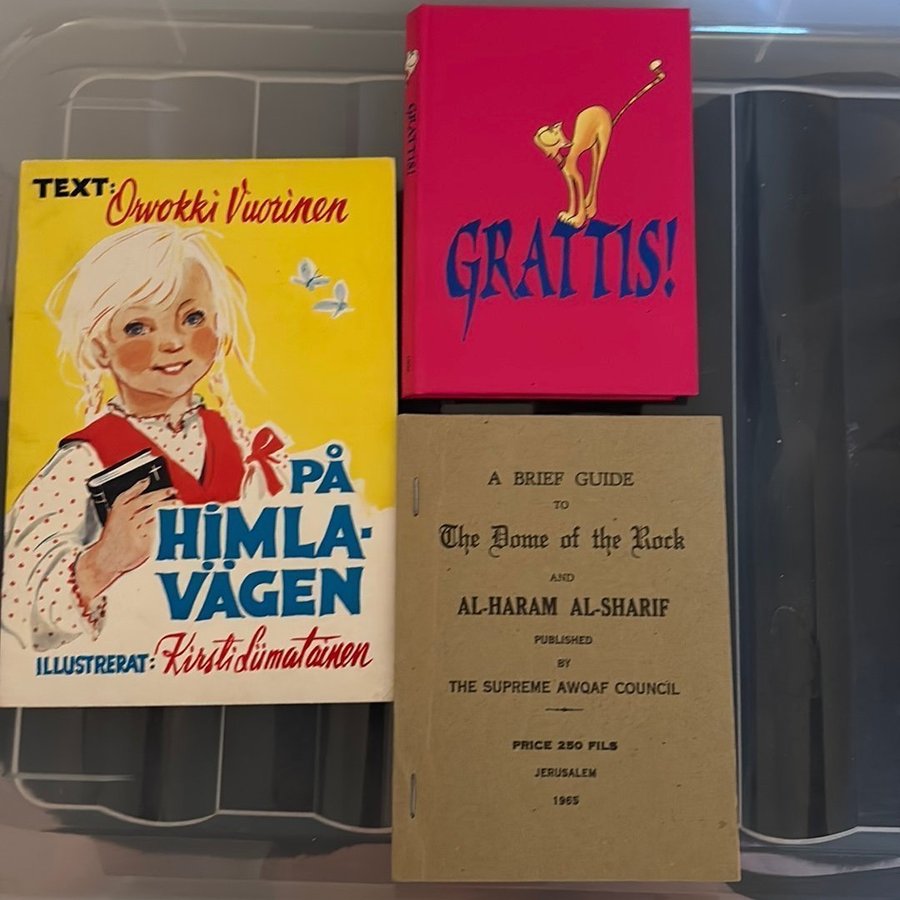 TEXT: Orvokki Vuorinen
PÅ
HIMLA-
VÄGEN
ILLUSTRERAT: Kirsti Liimatainen
GRATTIS!
GRATTIS!
A BRIEF GUIDE
TO
The Dome of the Rock
AND
AL-HARAM AL-SHARIF
PUBLISHED
BY
THE SUPREME AWQAF COUNCIL
PRICE 250 FILS
JERUSALEM
1965